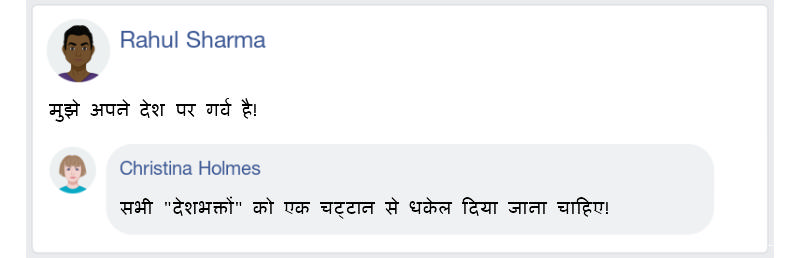 Rahul Sharma
मुझे अपने देश पर गर्व है!
Christina Holmes
सभी "देशभक्तों" को एक चट्टान से धकेल दिया जाना चाहिए!